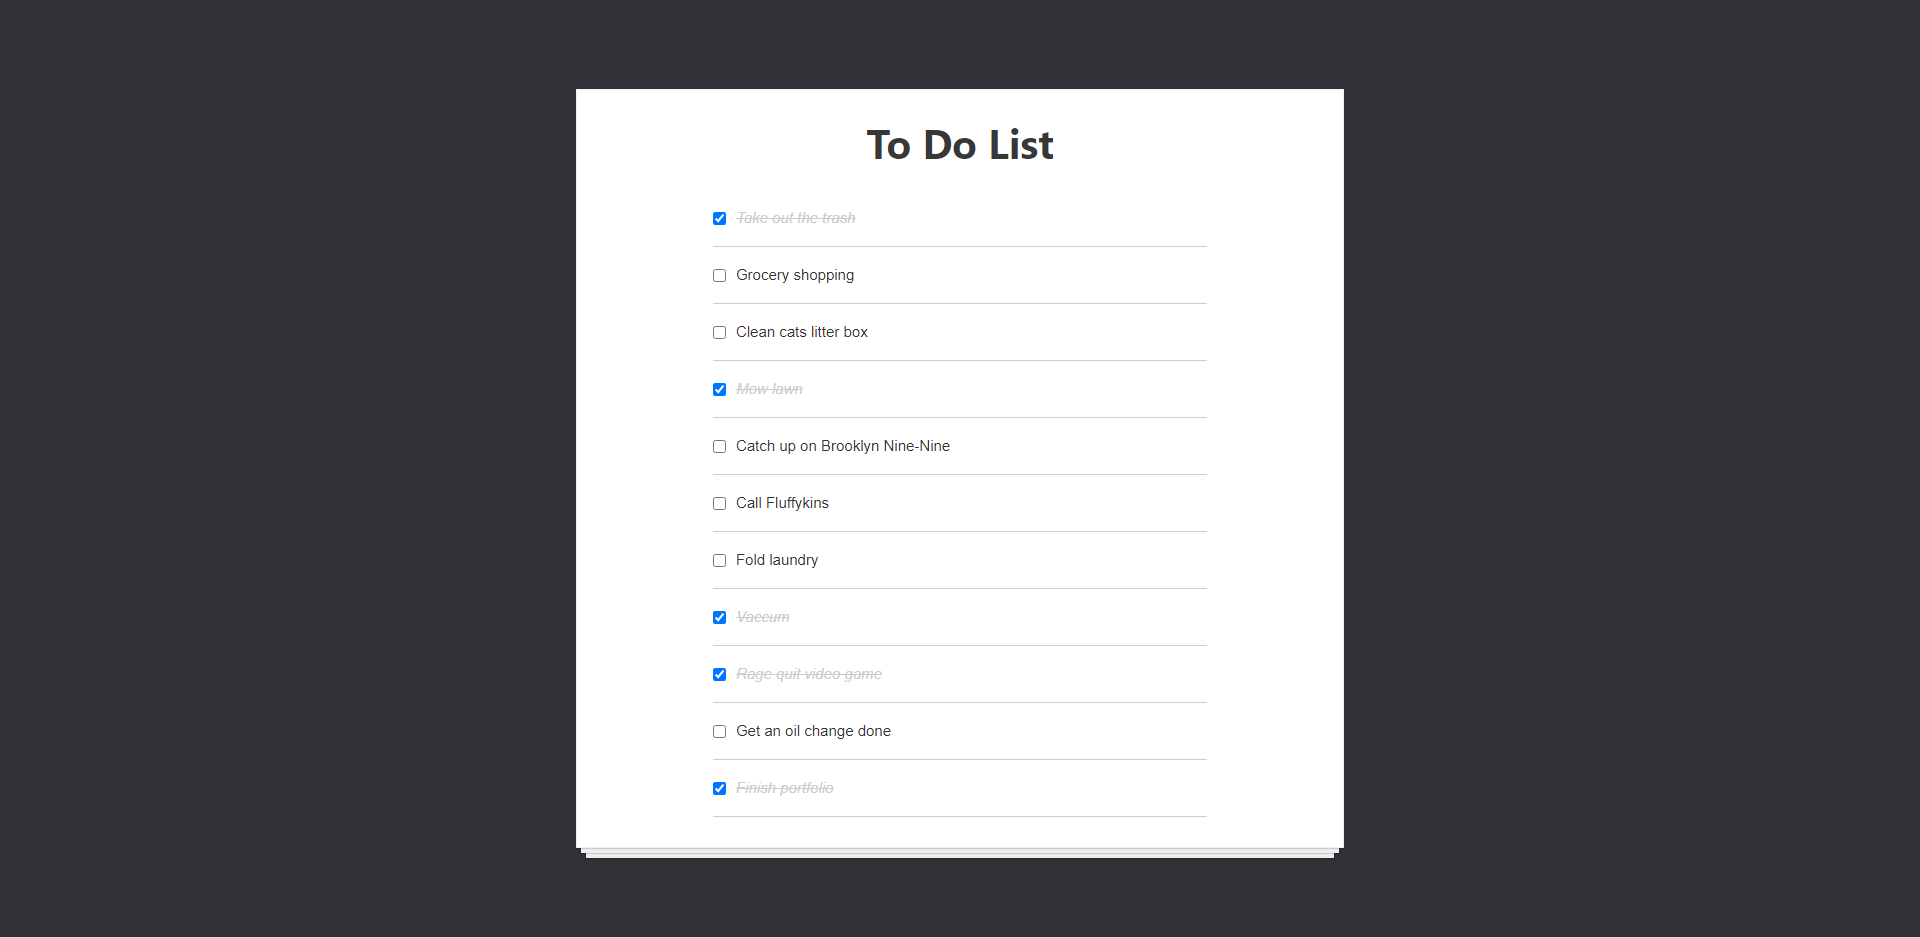 To Do List
Take out the trash
Grocery shopping
Clean cats litter box
Mow lawn
Catch up on Brooklyn Nine-Nine
Call Fluffykins
Fold laundry
Vaccum
Rage quit video game
Get an oil change done
Finish portfolio